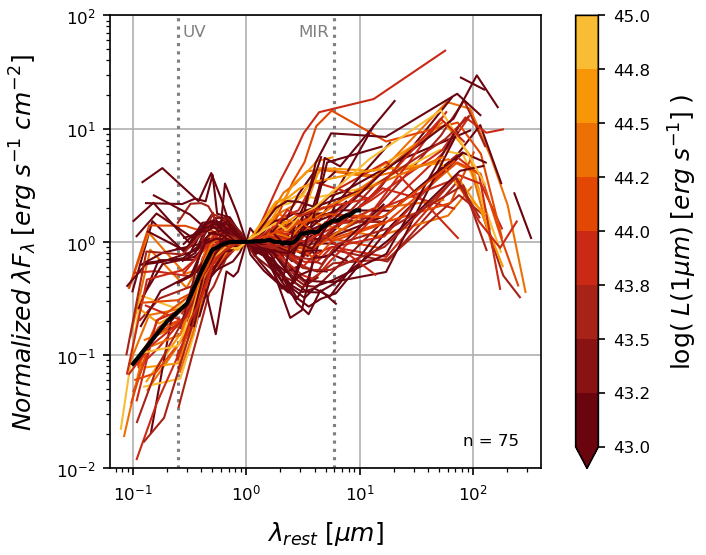 10² 10¹ 10⁰ 10⁻¹ 10⁻²
Normalized λF_λ [erg s⁻¹ cm⁻²]
UV MIR
n = 75
10⁻¹ 10⁰ 10¹ 10²
λ_rest [μm]
45.0
44.8
44.5
44.2
44.0
43.8
43.5
43.2
43.0
log( L(1μm) [erg s⁻¹] )